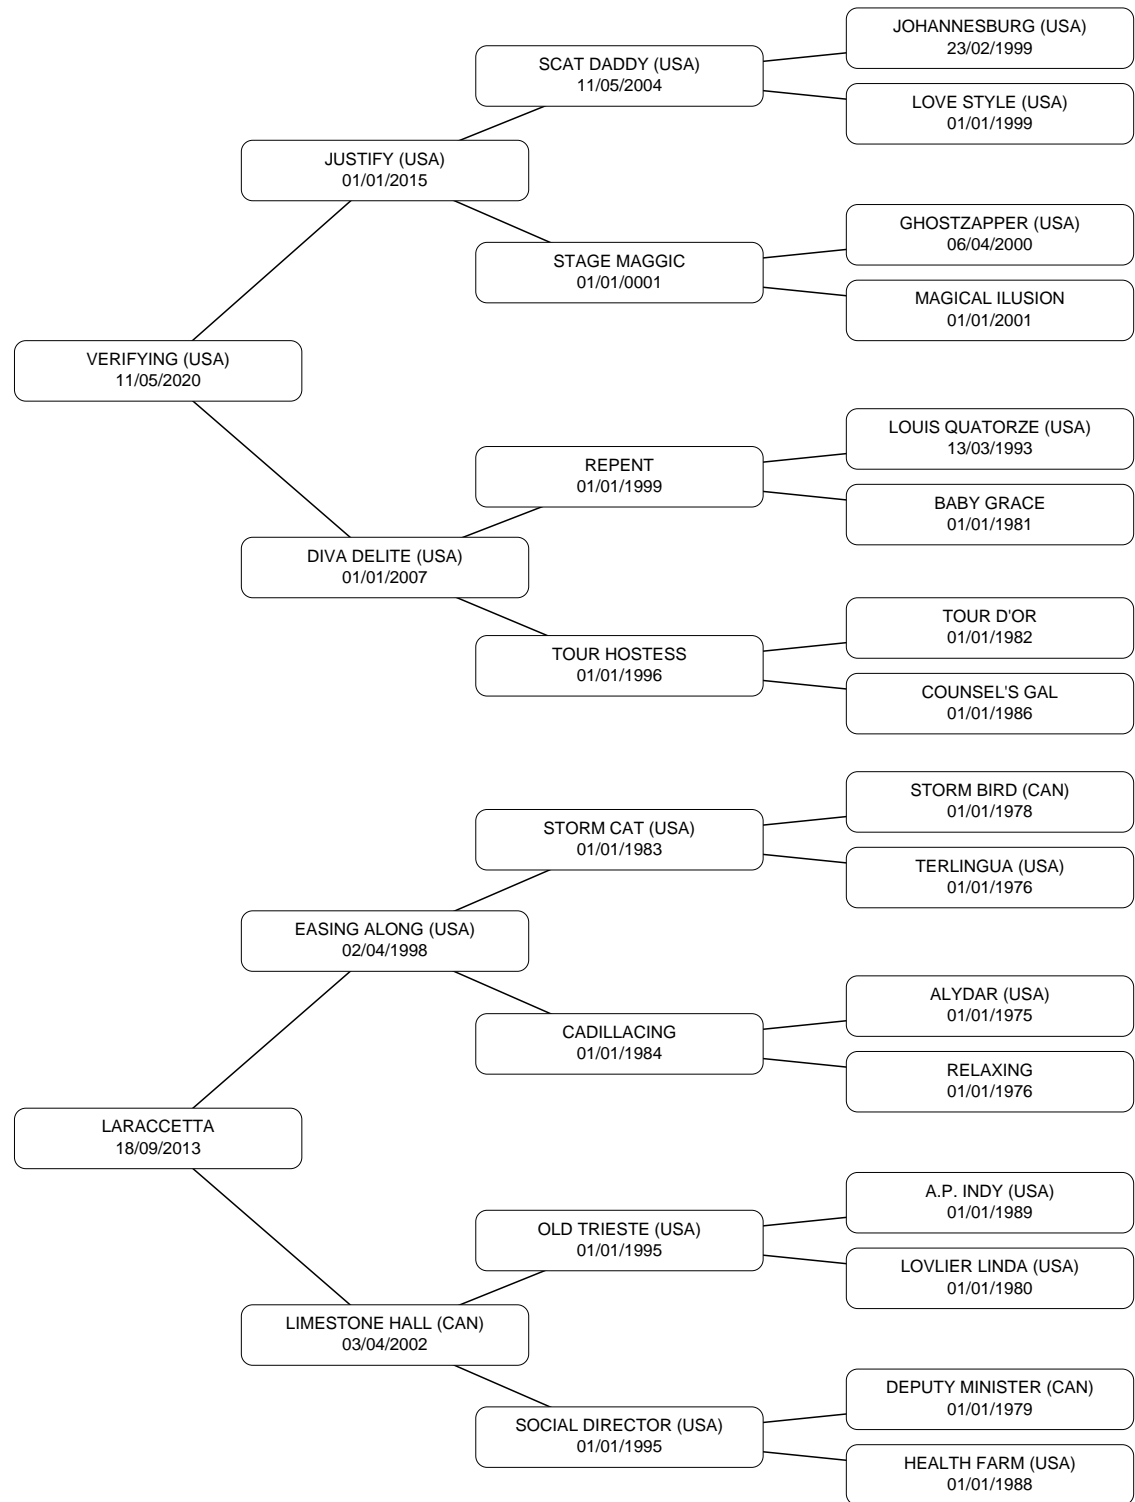 JOHANNESBURG (USA)
23/02/1999
SCAT DADDY (USA)
11/05/2004
LOVE STYLE (USA)
01/01/1999
JUSTIFY (USA)
01/01/2015
GHOSTZAPPER (USA)
06/04/2000
STAGE MAGGIC
01/01/0001
MAGICAL ILUSION
01/01/2001
VERIFYING (USA)
11/05/2020
LOUIS QUATORZE (USA)
13/03/1993
REPENT
01/01/1999
BABY GRACE
01/01/1981
DIVA DELITE (USA)
01/01/2007
TOUR D'OR
01/01/1982
TOUR HOSTESS
01/01/1996
COUNSEL'S GAL
01/01/1986
STORM BIRD (CAN)
01/01/1978
STORM CAT (USA)
01/01/1983
TERLINGUA (USA)
01/01/1976
EASING ALONG (USA)
02/04/1998
ALYDAR (USA)
01/01/1975
CADILLACING
01/01/1984
RELAXING
01/01/1976
LARACCETTA
18/09/2013
A.P. INDY (USA)
01/01/1989
OLD TRIESTE (USA)
01/01/1995
LOVLIER LINDA (USA)
01/01/1980
LIMESTONE HALL (CAN)
03/04/2002
DEPUTY MINISTER (CAN)
01/01/1979
SOCIAL DIRECTOR (USA)
01/01/1995
HEALTH FARM (USA)
01/01/1988